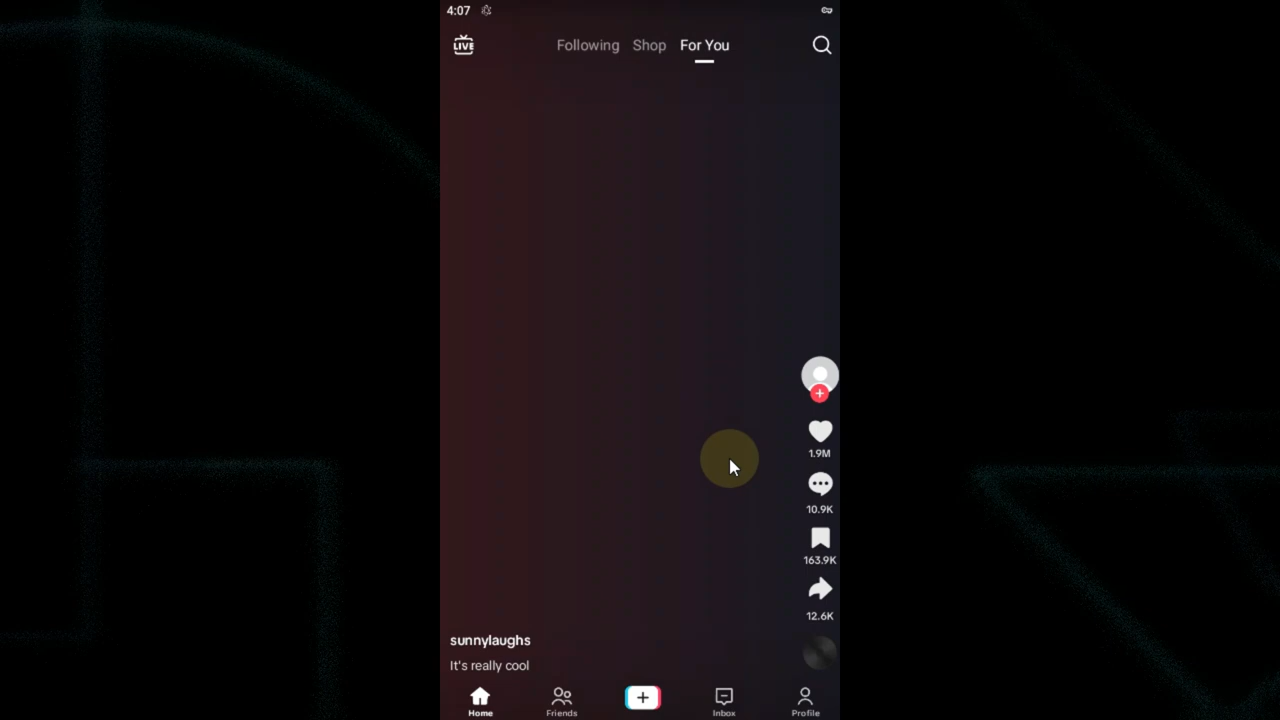 4:07
LIVE
Following Shop For You
1.9M
10.9K
163.9K
12.6K
sunnylaughs
It's really cool
Home Friends Inbox Profile